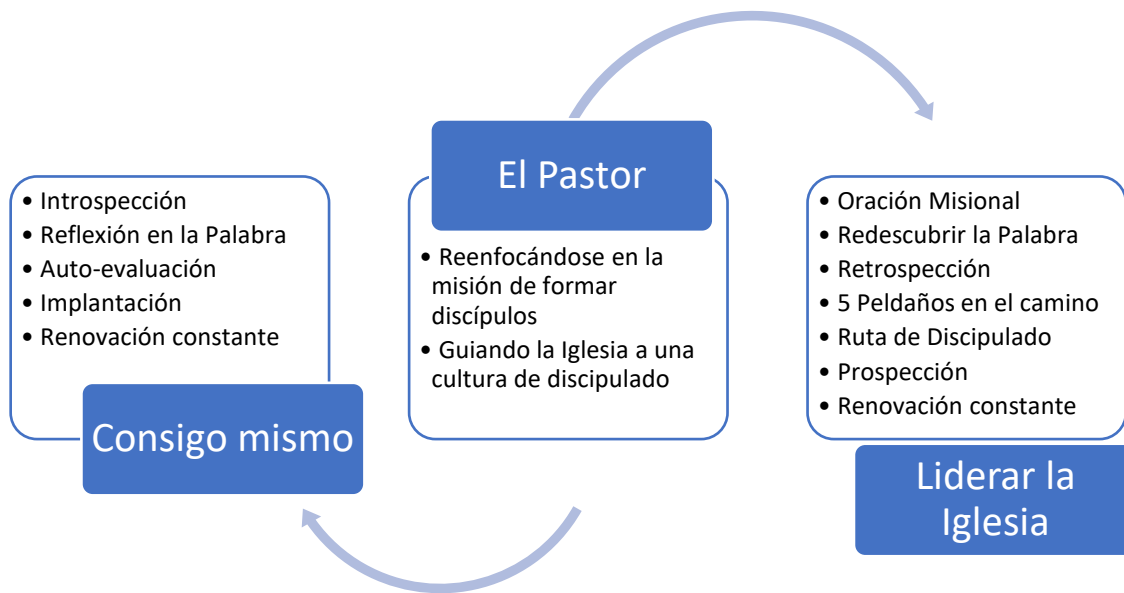 • Introspección
• Reflexión en la Palabra
• Auto-evaluación
• Implantación
• Renovación constante
Consigo mismo
El Pastor
• Reenfocándose en la
misión de formar
discípulos
• Guiando la Iglesia a una
cultura de discipulado
• Oración Misional
• Redescubrir la Palabra
• Retrospección
• 5 Peldaños en el camino
• Ruta de Discipulado
• Prospección
• Renovación constante
Liderar la
Iglesia